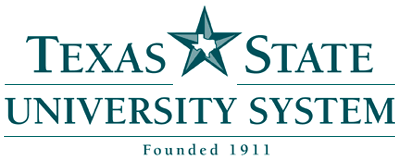 TEXAS STATE
UNIVERSITY SYSTEM
Founded 1911